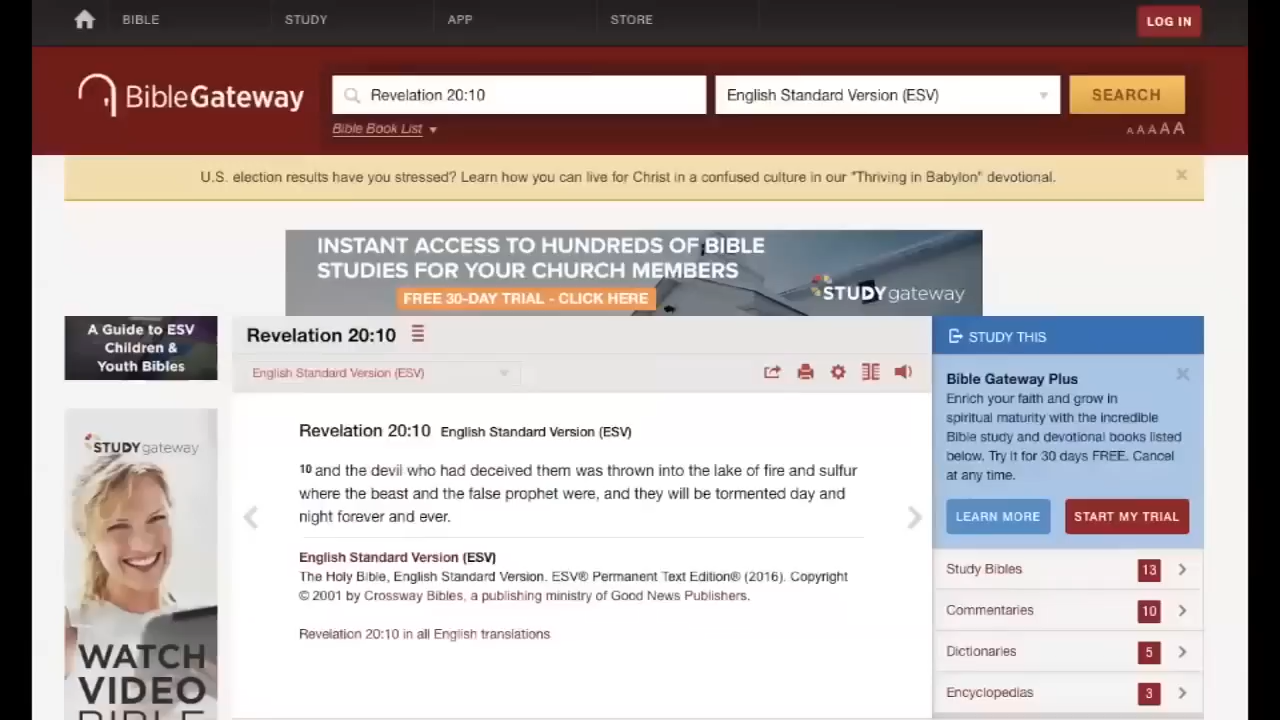 BIBLE STUDY APP STORE LOG IN
BibleGateway
Revelation 20:10
English Standard Version (ESV)
SEARCH
Bible Book List
A A A A A
U.S. election results have you stressed? Learn how you can live for Christ in a confused culture in our "Thriving in Babylon" devotional.
INSTANT ACCESS TO HUNDREDS OF BIBLE
STUDIES FOR YOUR CHURCH MEMBERS
FREE 30-DAY TRIAL - CLICK HERE
STUDYgateway
A Guide to ESV
Children &
Youth Bibles
STUDYgateway
WATCH
VIDEO
BIBLE
Revelation 20:10
English Standard Version (ESV)
Revelation 20:10 English Standard Version (ESV)
10 and the devil who had deceived them was thrown into the lake of fire and sulfur
where the beast and the false prophet were, and they will be tormented day and
night forever and ever.
English Standard Version (ESV)
The Holy Bible, English Standard Version. ESV® Permanent Text Edition® (2016). Copyright
© 2001 by Crossway Bibles, a publishing ministry of Good News Publishers.
Revelation 20:10 in all English translations
STUDY THIS
Bible Gateway Plus
Enrich your faith and grow in
spiritual maturity with the incredible
Bible study and devotional books listed
below. Try it for 30 days FREE. Cancel
at any time.
LEARN MORE
START MY TRIAL
Study Bibles 13
Commentaries 10
Dictionaries 5
Encyclopedias 3